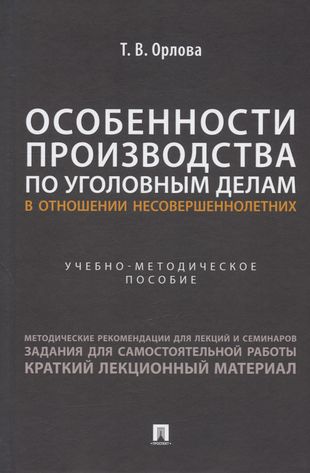 Т. В. Орлова
ОСОБЕННОСТИ
ПРОИЗВОДСТВА
ПО УГОЛОВНЫМ ДЕЛАМ
В ОТНОШЕНИИ НЕСОВЕРШЕННОЛЕТНИХ
УЧЕБНО-МЕТОДИЧЕСКОЕ
ПОСОБИЕ
МЕТОДИЧЕСКИЕ РЕКОМЕНДАЦИИ ДЛЯ ЛЕКЦИЙ И СЕМИНАРОВ
ЗАДАНИЯ ДЛЯ САМОСТОЯТЕЛЬНОЙ РАБОТЫ
КРАТКИЙ ЛЕКЦИОННЫЙ МАТЕРИАЛ
ПРОСПЕКТ